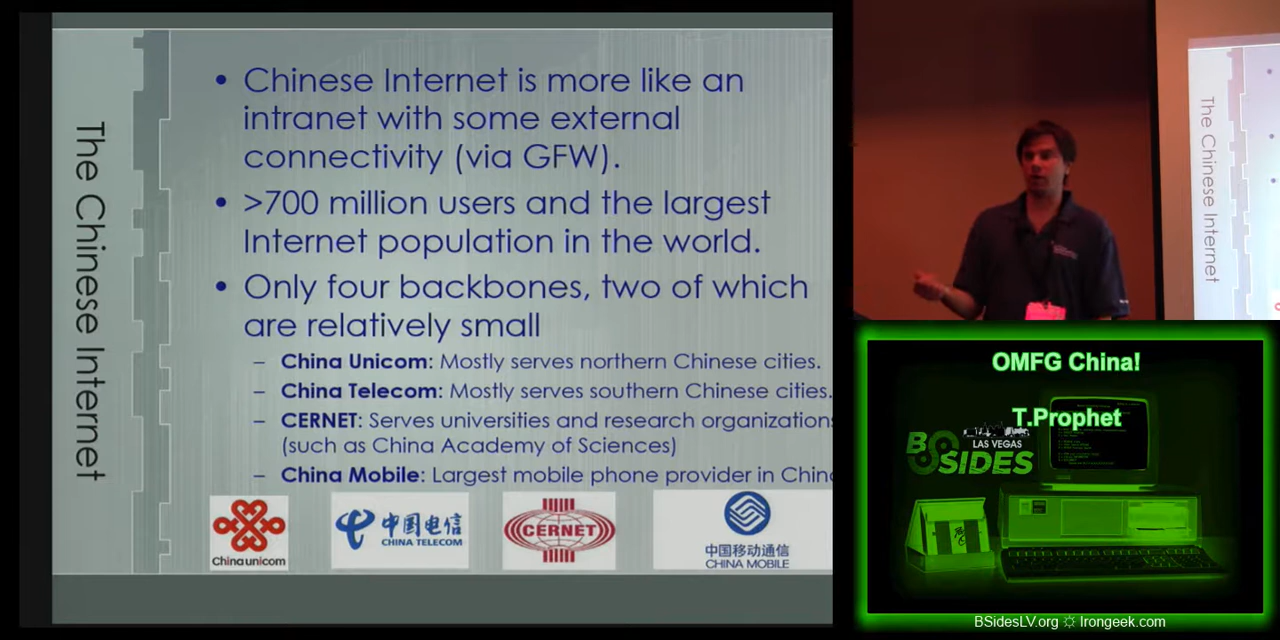 The Chinese Internet
• Chinese Internet is more like an
intranet with some external
connectivity (via GFW).
• >700 million users and the largest
Internet population in the world.
• Only four backbones, two of which
are relatively small
– China Unicom: Mostly serves northern Chinese cities.
– China Telecom: Mostly serves southern Chinese cities.
– CERNET: Serves universities and research organizations
(such as China Academy of Sciences)
– China Mobile: Largest mobile phone provider in Chin
China unicom
中国电信
CHINA TELECOM
CERNET
中国移动通信
CHINA MOBILE
The Chinese Internet
OMFG China!
T.Prophet
BSIDES
LAS VEGAS
BSidesLV.org ☼ Irongeek.com